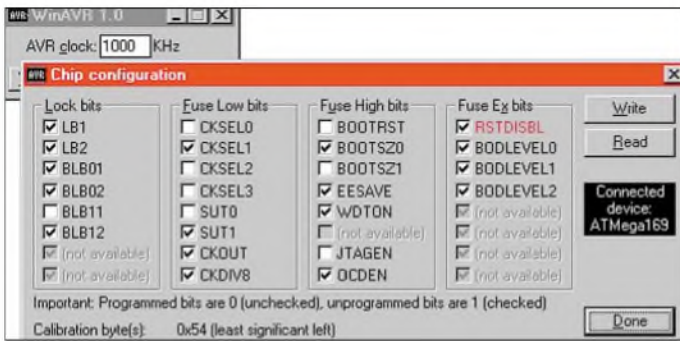 AVR WinAVR 1.0
AVR clock: 1000 KHz
AVR Chip configuration
Lock bits
LB1
LB2
BLB01
BLB02
BLB11
BLB12
(not available)
(not available)
Fuse Low bits
CKSEL0
CKSEL1
CKSEL2
CKSEL3
SUT0
SUT1
CKOUT
CKDIV8
Fuse High bits
BOOTRST
BOOTSZ0
BOOTSZ1
EESAVE
WDTON
(not available)
JTAGEN
OCDEN
Fuse Ex bits
RSTDISBL
BODLEVEL0
BODLEVEL1
BODLEVEL2
(not available)
(not available)
(not available)
(not available)
Write
Read
Connected
device:
ATMega169
Important: Programmed bits are 0 (unchecked), unprogrammed bits are 1 (checked)
Calibration byte(s): 0x54 (least significant left)
Done